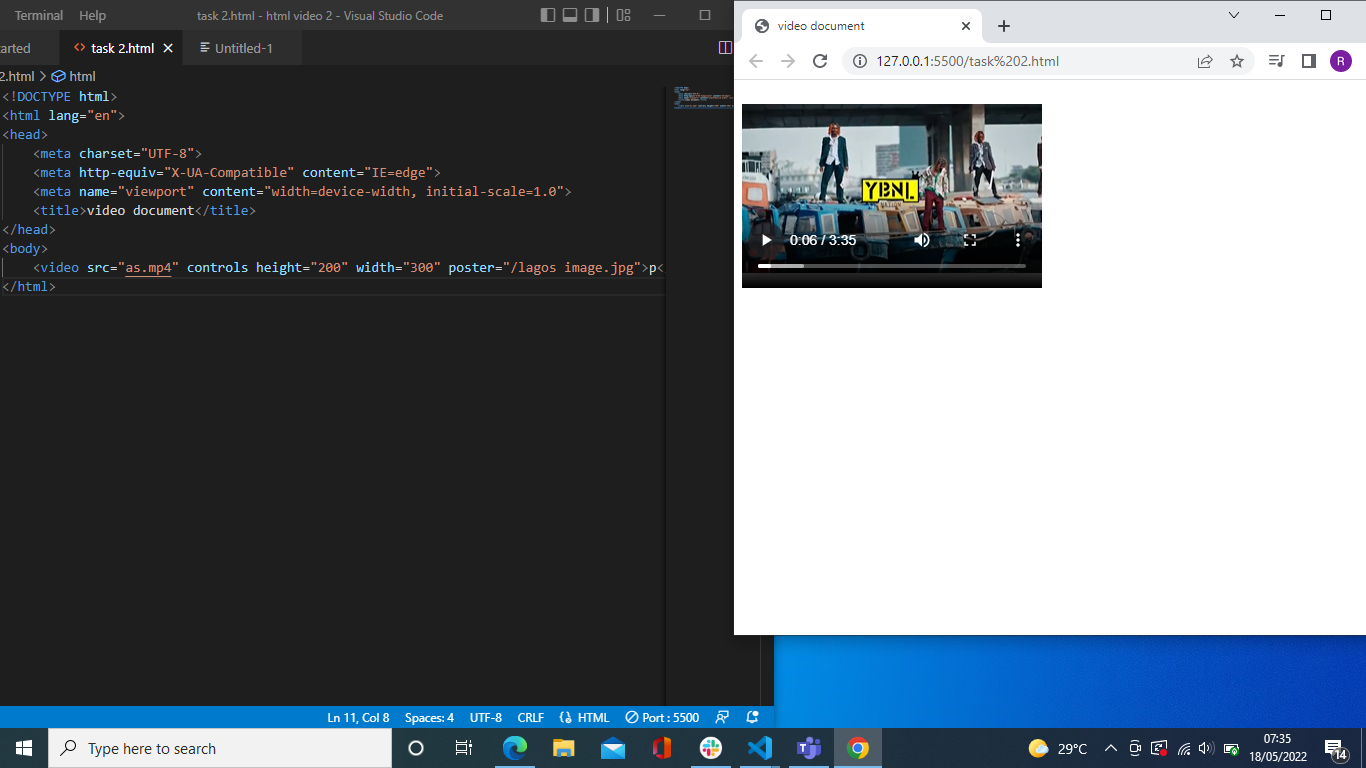 Terminal Help task 2.html - html video 2 - Visual Studio Code
arted task 2.html Untitled-1
2.html > html
<!DOCTYPE html>
<html lang="en">
<head>
<meta charset="UTF-8">
<meta http-equiv="X-UA-Compatible" content="IE=edge">
<meta name="viewport" content="width=device-width, initial-scale=1.0">
<title>video document</title>
</head>
<body>
<video src="as.mp4" controls height="200" width="300" poster="/lagos image.jpg">p<
</html>
Ln 11, Col 8 Spaces: 4 UTF-8 CRLF HTML Port : 5500
video document
127.0.0.1:5500/task%202.html
R
YBNL
0:06 / 3:35
Type here to search
29°C
07:35
18/05/2022
14